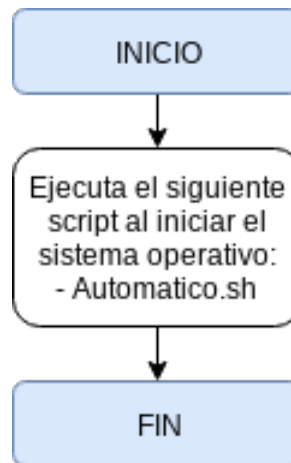 INICIO
Ejecuta el siguiente
script al iniciar el
sistema operativo:
- Automatico.sh
FIN